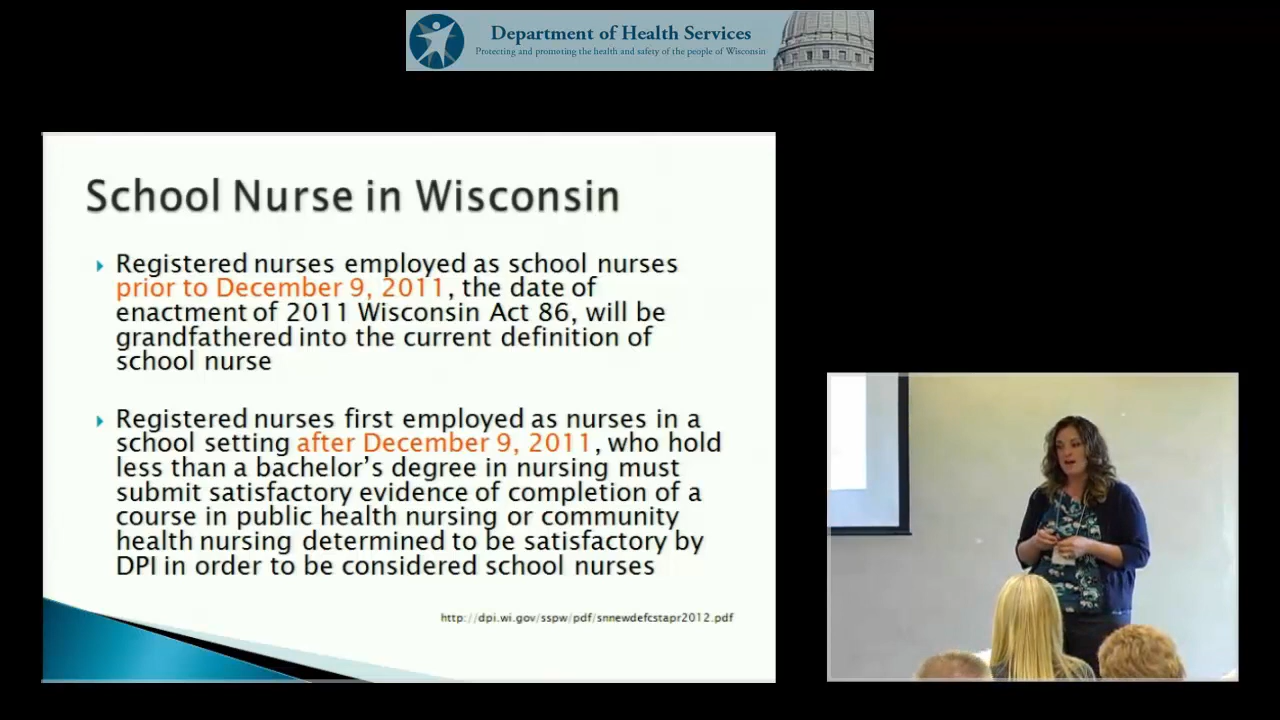 Department of Health Services
Protecting and promoting the health and safety of the people of Wisconsin
School Nurse in Wisconsin
Registered nurses employed as school nurses
prior to December 9, 2011, the date of
enactment of 2011 Wisconsin Act 86, will be
grandfathered into the current definition of
school nurse
Registered nurses first employed as nurses in a
school setting after December 9, 2011, who hold
less than a bachelor's degree in nursing must
submit satisfactory evidence of completion of a
course in public health nursing or community
health nursing determined to be satisfactory by
DPI in order to be considered school nurses
http://dpi.wi.gov/sspw/pdf/snnewdefcstapr2012.pdf